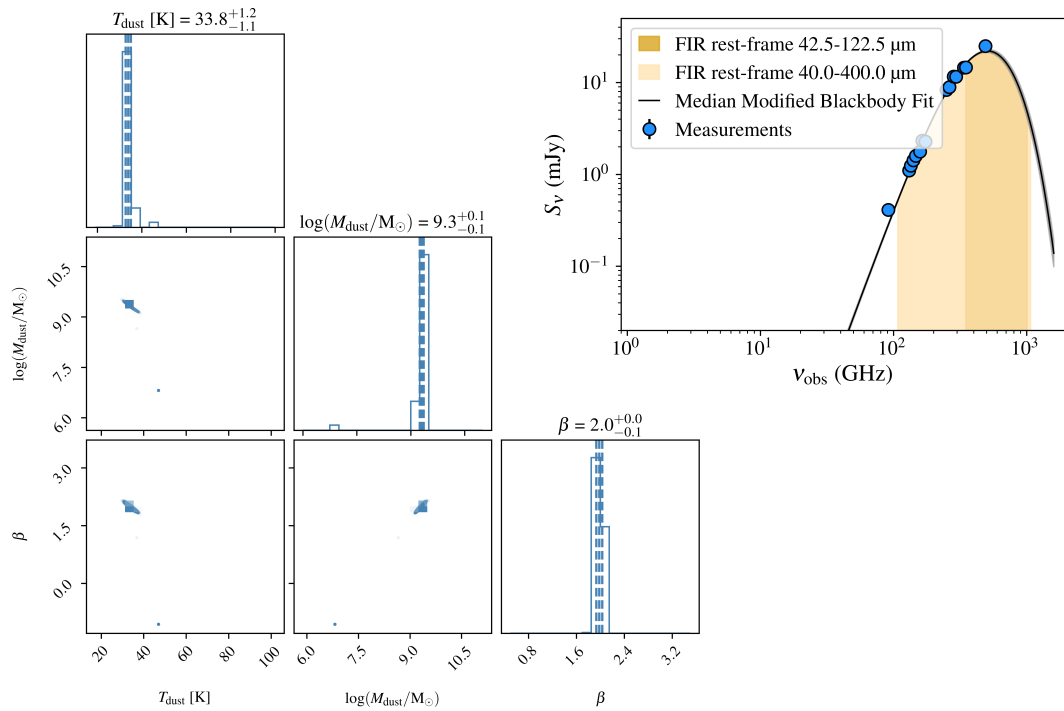 T_dust [K] = 33.8^{+1.2}_{-1.1}
10^1
10^0
10^{-1}
S_ν (mJy)
FIR rest-frame 42.5-122.5 μm
FIR rest-frame 40.0-400.0 μm
Median Modified Blackbody Fit
Measurements
10^0 10^1 10^2 10^3
ν_obs (GHz)
log(M_dust/M_☉) = 9.3^{+0.1}_{-0.1}
10.5
9.0
7.5
6.0
log(M_dust/M_☉)
β = 2.0^{+0.0}_{-0.1}
3.0
1.5
0.0
β
20 40 60 80 100
T_dust [K]
6.0 7.5 9.0 10.5
log(M_dust/M_☉)
0.8 1.6 2.4 3.2
β